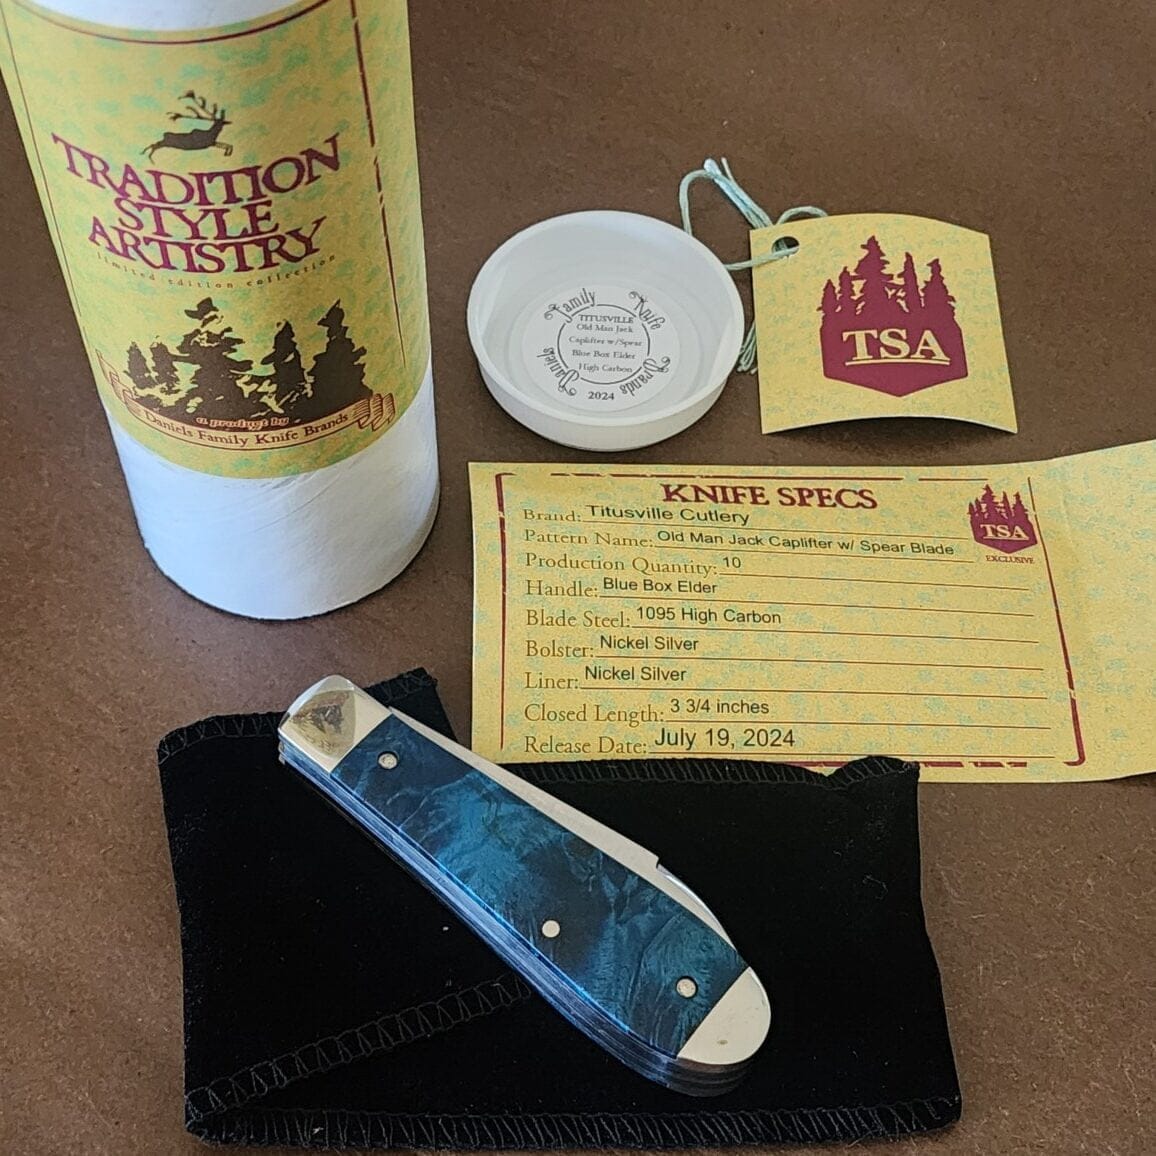 TRADITION
STYLE
ARTISTRY
limited edition collection
a product by
Daniels Family Knife Brands
Daniels Family Knife Brands
TITUSVILLE
Old Man Jack
Caplifter w/Spear
Blue Box Elder
High Carbon
2024
TSA
KNIFE SPECS
Brand: Titusville Cutlery
Pattern Name: Old Man Jack Caplifter w/ Spear Blade
Production Quantity: 10
Handle: Blue Box Elder
Blade Steel: 1095 High Carbon
Bolster: Nickel Silver
Liner: Nickel Silver
Closed Length: 3 3/4 inches
Release Date: July 19, 2024
TSA
EXCLUSIVE